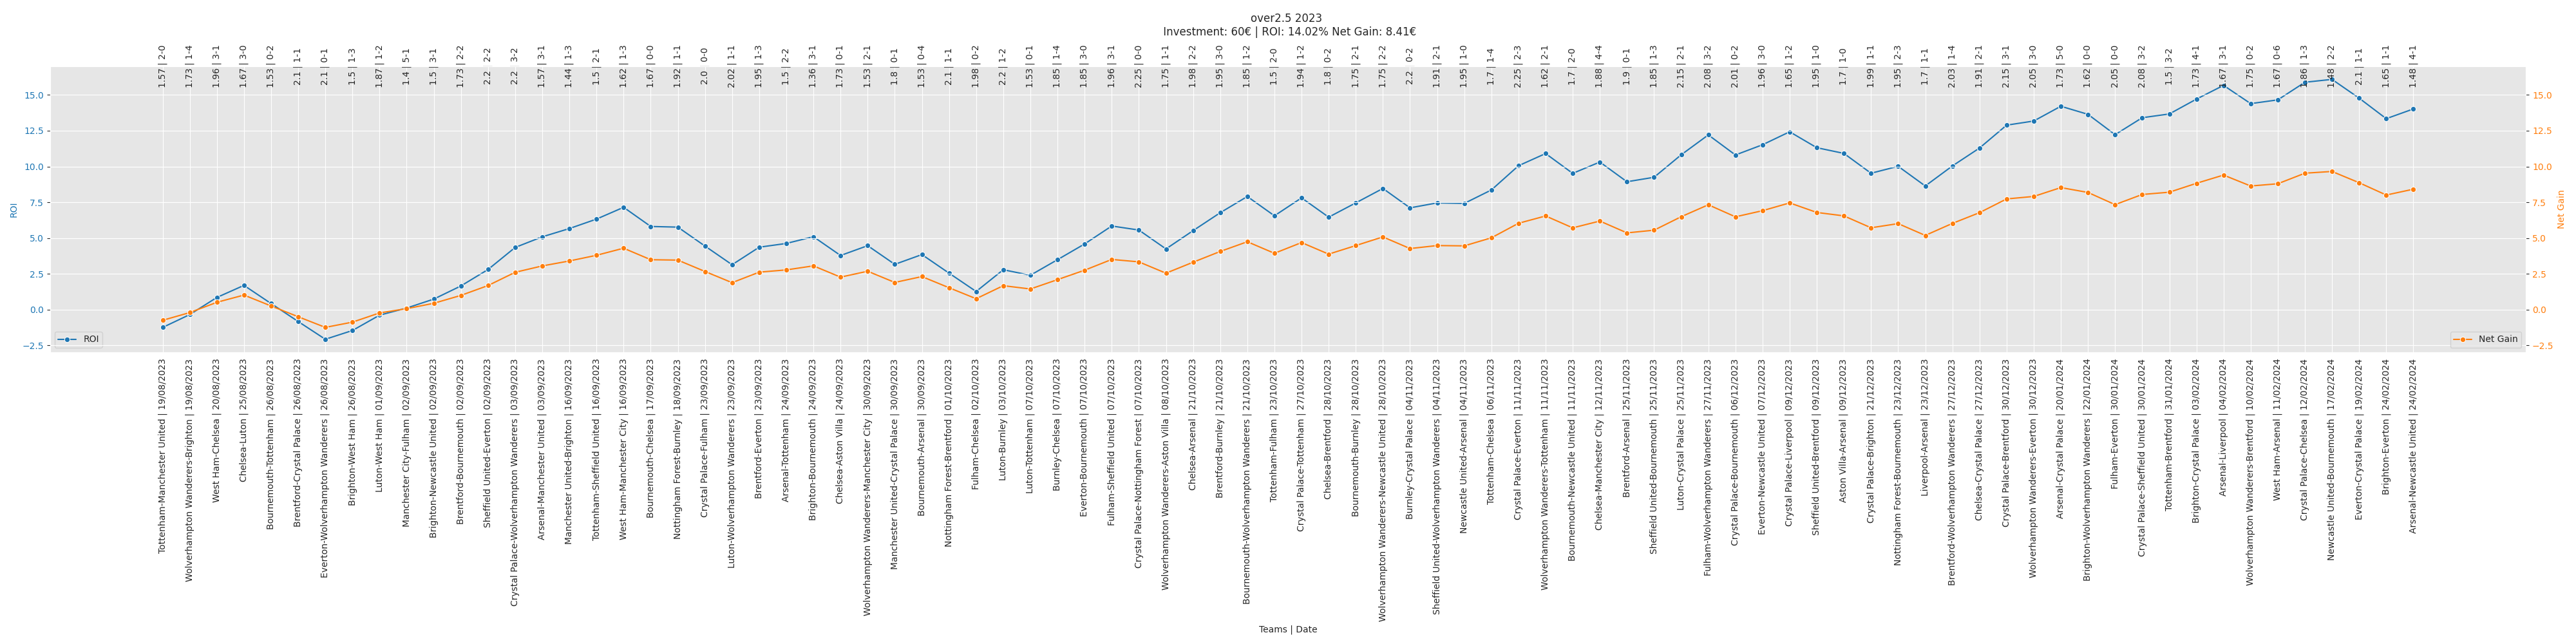 over2.5 2023
Investment: 60€ | ROI: 14.02% Net Gain: 8.41€
1.57 | 2-0
1.73 | 1-4
1.96 | 3-1
1.67 | 3-0
1.53 | 0-2
2.1 | 1-1
2.1 | 0-1
1.5 | 1-3
1.87 | 1-2
1.4 | 5-1
1.5 | 3-1
1.73 | 2-2
2.2 | 2-2
2.2 | 3-2
1.57 | 3-1
1.44 | 1-3
1.5 | 2-1
1.62 | 1-3
1.67 | 0-0
1.92 | 1-1
2.0 | 0-0
2.02 | 1-1
1.95 | 1-3
1.5 | 2-2
1.36 | 3-1
1.73 | 0-1
1.53 | 2-1
1.8 | 0-1
1.53 | 0-4
2.1 | 1-1
1.98 | 0-2
2.2 | 1-2
1.53 | 0-1
1.85 | 1-4
1.85 | 3-0
1.96 | 3-1
2.25 | 0-0
1.75 | 1-1
1.98 | 2-2
1.95 | 3-0
1.85 | 1-2
1.5 | 2-0
1.94 | 1-2
1.8 | 0-2
1.75 | 2-1
1.75 | 2-2
2.2 | 0-2
1.91 | 2-1
1.95 | 1-0
1.7 | 1-4
2.25 | 2-3
1.62 | 2-1
1.7 | 2-0
1.88 | 4-4
1.9 | 0-1
1.85 | 1-3
2.15 | 2-1
2.08 | 3-2
2.01 | 0-2
1.96 | 3-0
1.65 | 1-2
1.95 | 1-0
1.7 | 1-0
1.99 | 1-1
1.95 | 2-3
1.7 | 1-1
2.03 | 1-4
1.91 | 2-1
2.15 | 3-1
2.05 | 3-0
1.73 | 5-0
1.62 | 0-0
2.05 | 0-0
2.08 | 3-2
1.5 | 3-2
1.73 | 4-1
1.67 | 3-1
1.75 | 0-2
1.67 | 0-6
1.86 | 1-3
1.48 | 2-2
2.1 | 1-1
1.65 | 1-1
1.48 | 4-1
15.0
12.5
10.0
7.5
5.0
2.5
0.0
−2.5
ROI
ROI
15.0
12.5
10.0
7.5
5.0
2.5
0.0
−2.5
Net Gain
Net Gain
Tottenham-Manchester United | 19/08/2023
Wolverhampton Wanderers-Brighton | 19/08/2023
West Ham-Chelsea | 20/08/2023
Chelsea-Luton | 25/08/2023
Bournemouth-Tottenham | 26/08/2023
Brentford-Crystal Palace | 26/08/2023
Everton-Wolverhampton Wanderers | 26/08/2023
Brighton-West Ham | 26/08/2023
Luton-West Ham | 01/09/2023
Manchester City-Fulham | 02/09/2023
Brighton-Newcastle United | 02/09/2023
Brentford-Bournemouth | 02/09/2023
Sheffield United-Everton | 02/09/2023
Crystal Palace-Wolverhampton Wanderers | 03/09/2023
Arsenal-Manchester United | 03/09/2023
Manchester United-Brighton | 16/09/2023
Tottenham-Sheffield United | 16/09/2023
West Ham-Manchester City | 16/09/2023
Bournemouth-Chelsea | 17/09/2023
Nottingham Forest-Burnley | 18/09/2023
Crystal Palace-Fulham | 23/09/2023
Luton-Wolverhampton Wanderers | 23/09/2023
Brentford-Everton | 23/09/2023
Arsenal-Tottenham | 24/09/2023
Brighton-Bournemouth | 24/09/2023
Chelsea-Aston Villa | 24/09/2023
Wolverhampton Wanderers-Manchester City | 30/09/2023
Manchester United-Crystal Palace | 30/09/2023
Bournemouth-Arsenal | 30/09/2023
Nottingham Forest-Brentford | 01/10/2023
Fulham-Chelsea | 02/10/2023
Luton-Burnley | 03/10/2023
Luton-Tottenham | 07/10/2023
Burnley-Chelsea | 07/10/2023
Everton-Bournemouth | 07/10/2023
Fulham-Sheffield United | 07/10/2023
Crystal Palace-Nottingham Forest | 07/10/2023
Wolverhampton Wanderers-Aston Villa | 08/10/2023
Chelsea-Arsenal | 21/10/2023
Brentford-Burnley | 21/10/2023
Bournemouth-Wolverhampton Wanderers | 21/10/2023
Tottenham-Fulham | 23/10/2023
Crystal Palace-Tottenham | 27/10/2023
Chelsea-Brentford | 28/10/2023
Bournemouth-Burnley | 28/10/2023
Wolverhampton Wanderers-Newcastle United | 28/10/2023
Burnley-Crystal Palace | 04/11/2023
Sheffield United-Wolverhampton Wanderers | 04/11/2023
Newcastle United-Arsenal | 04/11/2023
Tottenham-Chelsea | 06/11/2023
Crystal Palace-Everton | 11/11/2023
Wolverhampton Wanderers-Tottenham | 11/11/2023
Bournemouth-Newcastle United | 11/11/2023
Chelsea-Manchester City | 12/11/2023
Brentford-Arsenal | 25/11/2023
Sheffield United-Bournemouth | 25/11/2023
Luton-Crystal Palace | 25/11/2023
Fulham-Wolverhampton Wanderers | 27/11/2023
Crystal Palace-Bournemouth | 06/12/2023
Everton-Newcastle United | 07/12/2023
Crystal Palace-Liverpool | 09/12/2023
Sheffield United-Brentford | 09/12/2023
Aston Villa-Arsenal | 09/12/2023
Crystal Palace-Brighton | 21/12/2023
Nottingham Forest-Bournemouth | 23/12/2023
Liverpool-Arsenal | 23/12/2023
Brentford-Wolverhampton Wanderers | 27/12/2023
Chelsea-Crystal Palace | 27/12/2023
Crystal Palace-Brentford | 30/12/2023
Wolverhampton Wanderers-Everton | 30/12/2023
Arsenal-Crystal Palace | 20/01/2024
Brighton-Wolverhampton Wanderers | 22/01/2024
Fulham-Everton | 30/01/2024
Crystal Palace-Sheffield United | 30/01/2024
Tottenham-Brentford | 31/01/2024
Brighton-Crystal Palace | 03/02/2024
Arsenal-Liverpool | 04/02/2024
Wolverhampton Wanderers-Brentford | 10/02/2024
West Ham-Arsenal | 11/02/2024
Crystal Palace-Chelsea | 12/02/2024
Newcastle United-Bournemouth | 17/02/2024
Everton-Crystal Palace | 19/02/2024
Brighton-Everton | 24/02/2024
Arsenal-Newcastle United | 24/02/2024
Teams | Date